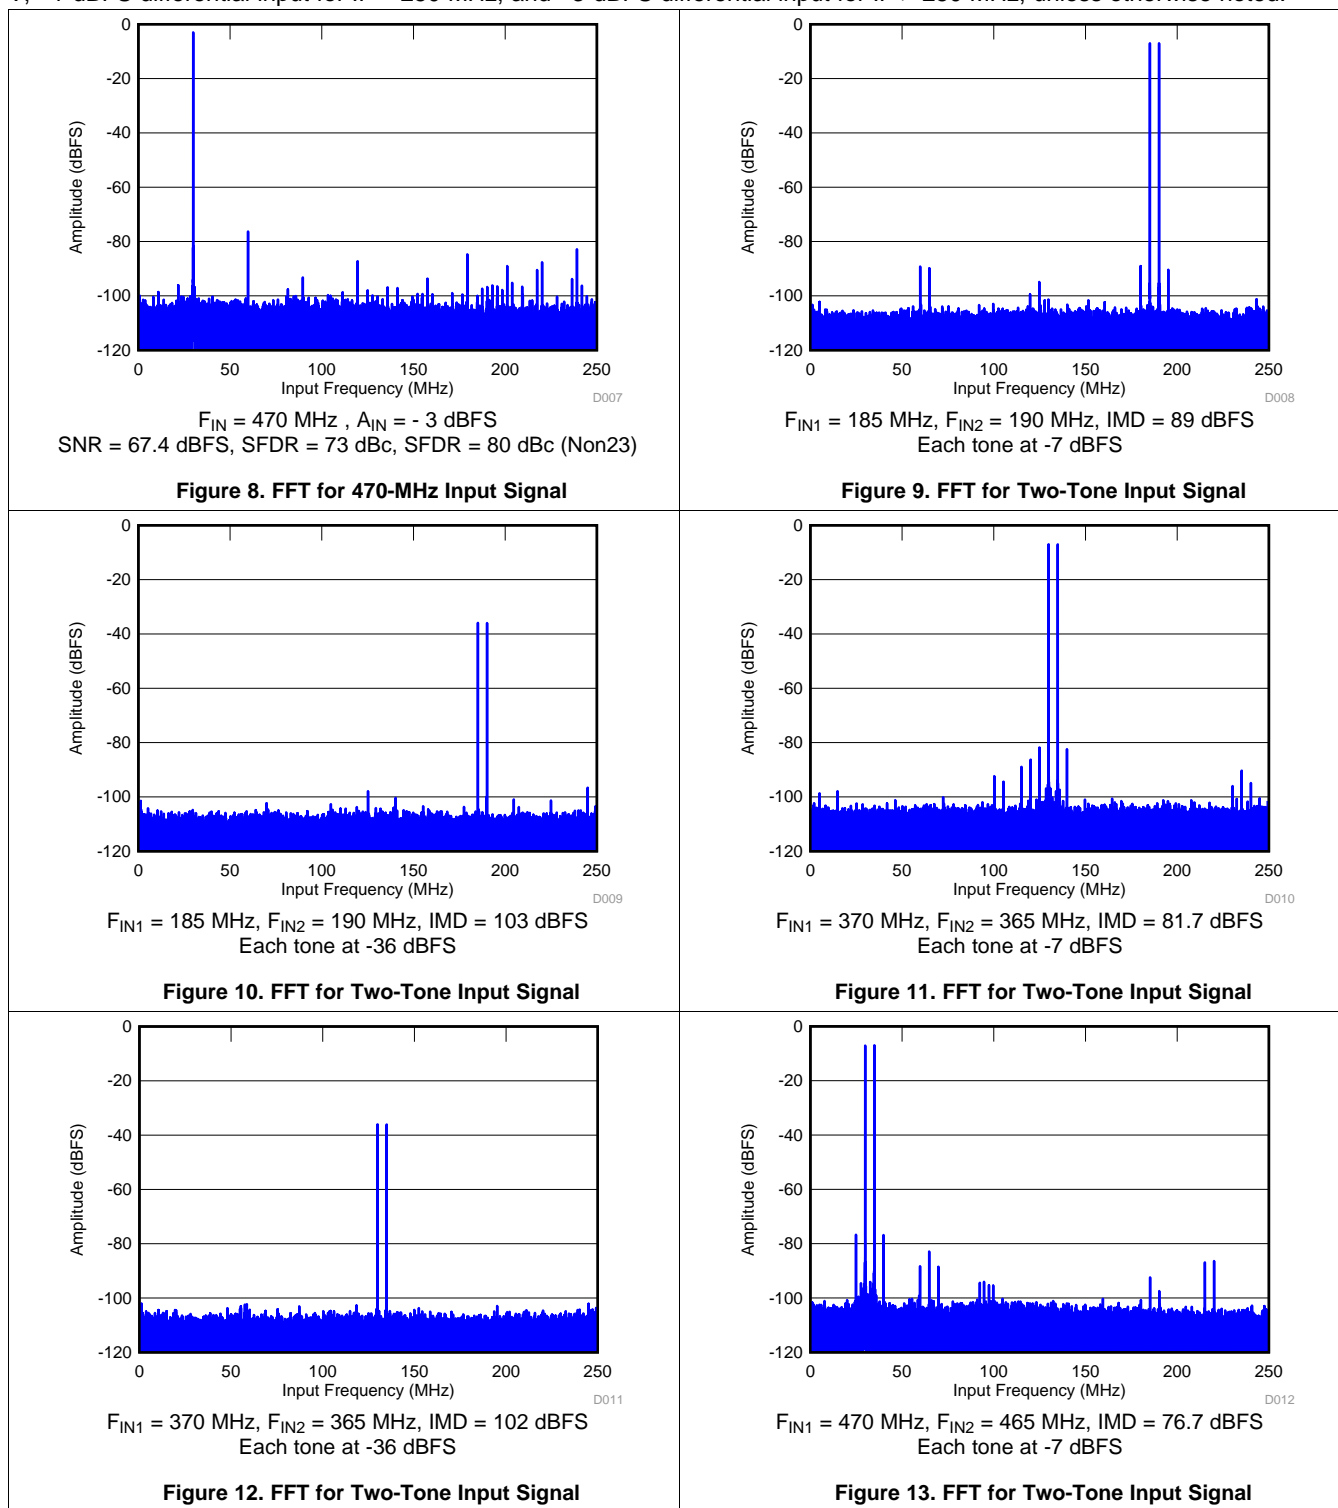 0
-20
-40
-60
-80
-100
-120
0 50 100 150 200 250
Amplitude (dBFS)
Input Frequency (MHz)
D007
FIN = 470 MHz , AIN = - 3 dBFS
SNR = 67.4 dBFS, SFDR = 73 dBc, SFDR = 80 dBc (Non23)
Figure 8. FFT for 470-MHz Input Signal
0
-20
-40
-60
-80
-100
-120
0 50 100 150 200 250
Amplitude (dBFS)
Input Frequency (MHz)
D008
FIN1 = 185 MHz, FIN2 = 190 MHz, IMD = 89 dBFS
Each tone at -7 dBFS
Figure 9. FFT for Two-Tone Input Signal
0
-20
-40
-60
-80
-100
-120
0 50 100 150 200 250
Amplitude (dBFS)
Input Frequency (MHz)
D009
FIN1 = 185 MHz, FIN2 = 190 MHz, IMD = 103 dBFS
Each tone at -36 dBFS
Figure 10. FFT for Two-Tone Input Signal
0
-20
-40
-60
-80
-100
-120
0 50 100 150 200 250
Amplitude (dBFS)
Input Frequency (MHz)
D010
FIN1 = 370 MHz, FIN2 = 365 MHz, IMD = 81.7 dBFS
Each tone at -7 dBFS
Figure 11. FFT for Two-Tone Input Signal
0
-20
-40
-60
-80
-100
-120
0 50 100 150 200 250
Amplitude (dBFS)
Input Frequency (MHz)
D011
FIN1 = 370 MHz, FIN2 = 365 MHz, IMD = 102 dBFS
Each tone at -36 dBFS
Figure 12. FFT for Two-Tone Input Signal
0
-20
-40
-60
-80
-100
-120
0 50 100 150 200 250
Amplitude (dBFS)
Input Frequency (MHz)
D012
FIN1 = 470 MHz, FIN2 = 465 MHz, IMD = 76.7 dBFS
Each tone at -7 dBFS
Figure 13. FFT for Two-Tone Input Signal